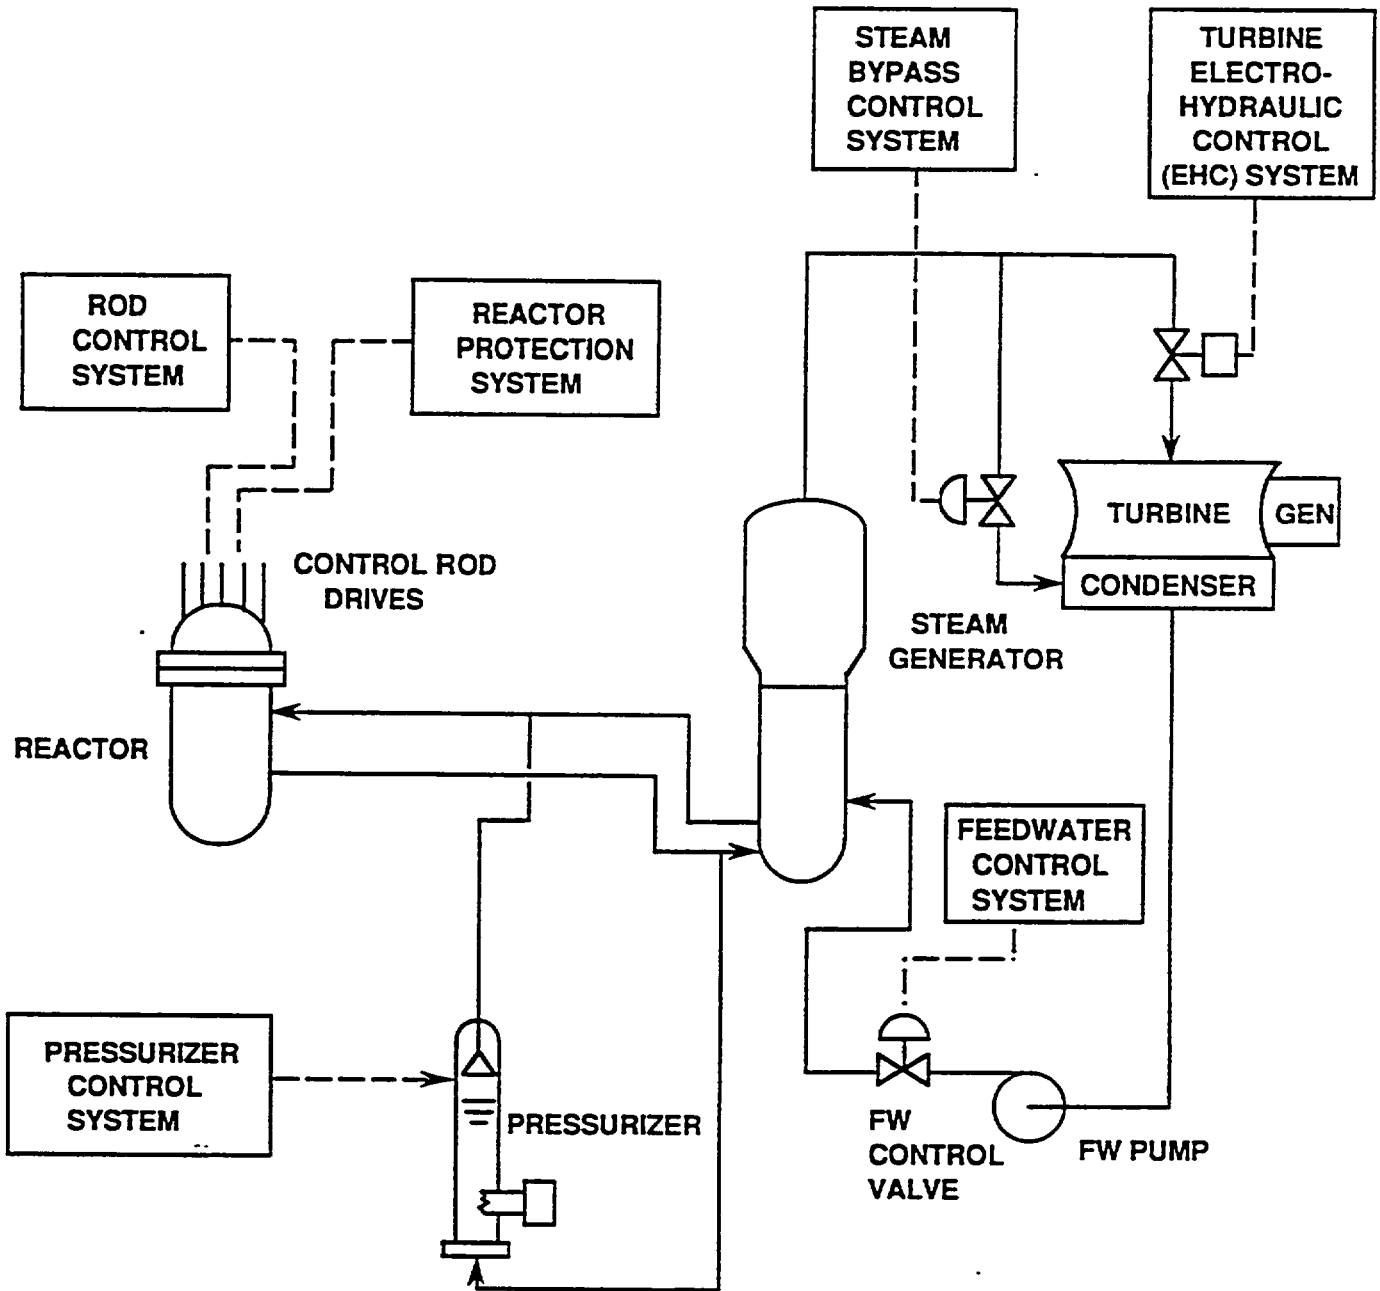 STEAM
BYPASS
CONTROL
SYSTEM
TURBINE
ELECTRO-
HYDRAULIC
CONTROL
(EHC) SYSTEM
ROD
CONTROL
SYSTEM
REACTOR
PROTECTION
SYSTEM
CONTROL ROD
DRIVES
TURBINE
GEN
CONDENSER
STEAM
GENERATOR
REACTOR
FEEDWATER
CONTROL
SYSTEM
PRESSURIZER
CONTROL
SYSTEM
PRESSURIZER
FW
CONTROL
VALVE
FW PUMP